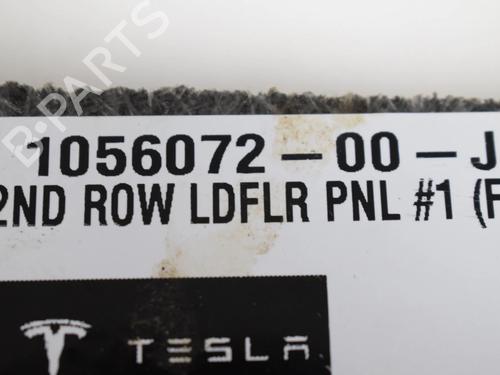 B-PARTS
1056072-00-J
2ND ROW LDFLR PNL #1 (F
TESLA